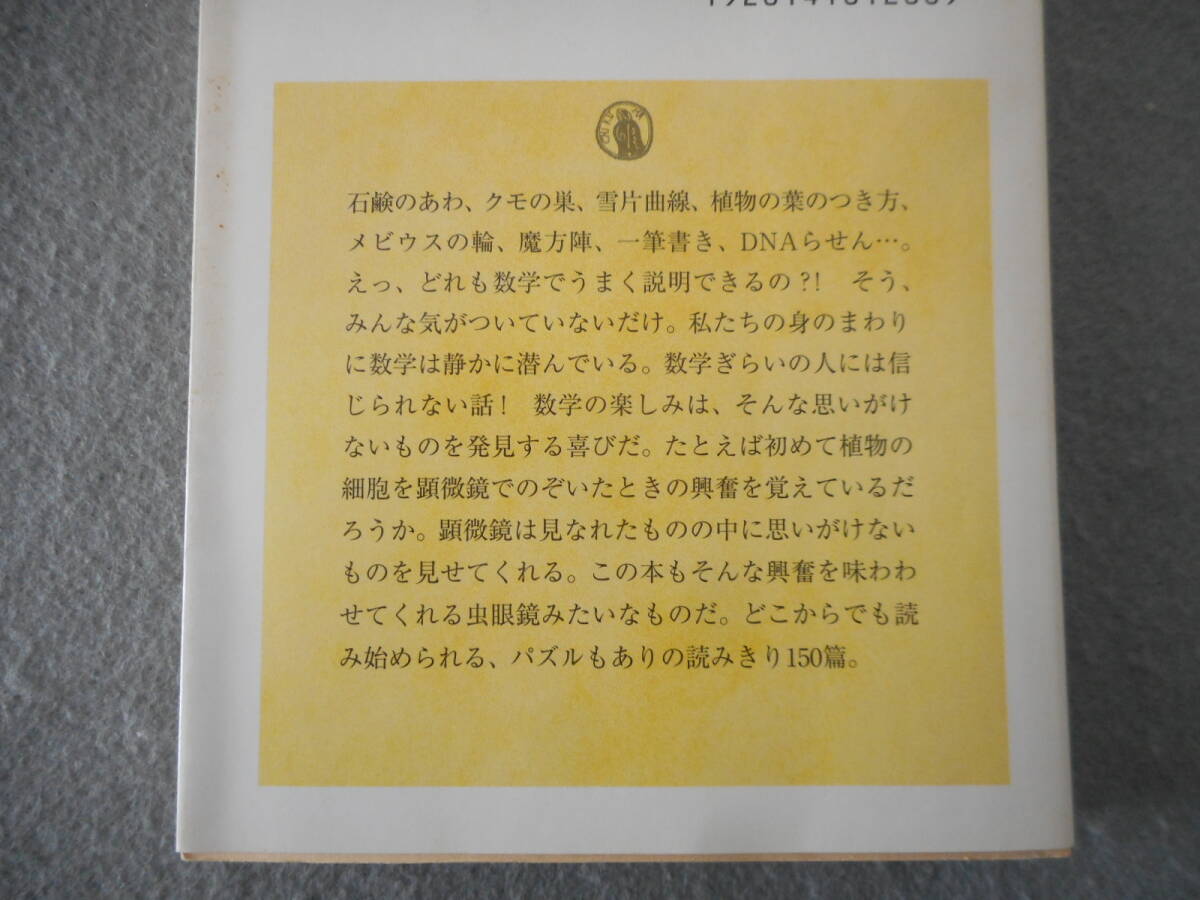 石鹸のあわ、クモの巣、雪片曲線、植物の葉のつき方、
メビウスの輪、魔方陣、一筆書き、DNAらせん…。
えっ、どれも数学でうまく説明できるの?! そう、
みんな気がついていないだけ。私たちの身のまわり
に数学は静かに潜んでいる。数学ぎらいの人には信
じられない話! 数学の楽しみは、そんな思いがけ
ないものを発見する喜びだ。たとえば初めて植物の
細胞を顕微鏡でのぞいたときの興奮を覚えているだ
ろうか。顕微鏡は見なれたものの中に思いがけない
ものを見せてくれる。この本もそんな興奮を味わわ
せてくれる虫眼鏡みたいなものだ。どこからでも読
み始められる、パズルもありの読みきり150篇。